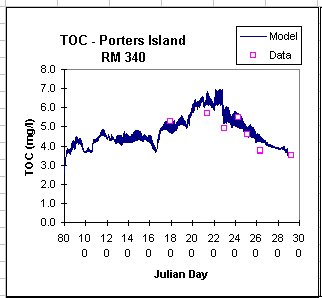 TOC - Porters Island
RM 340
Model
Data
8.0
7.0
6.0
5.0
4.0
3.0
2.0
1.0
0.0
TOC (mg/l)
80 10 12 14 16 18 20 22 24 26 28 30
0 0 0 0 0 0 0 0 0 0 0
Julian Day